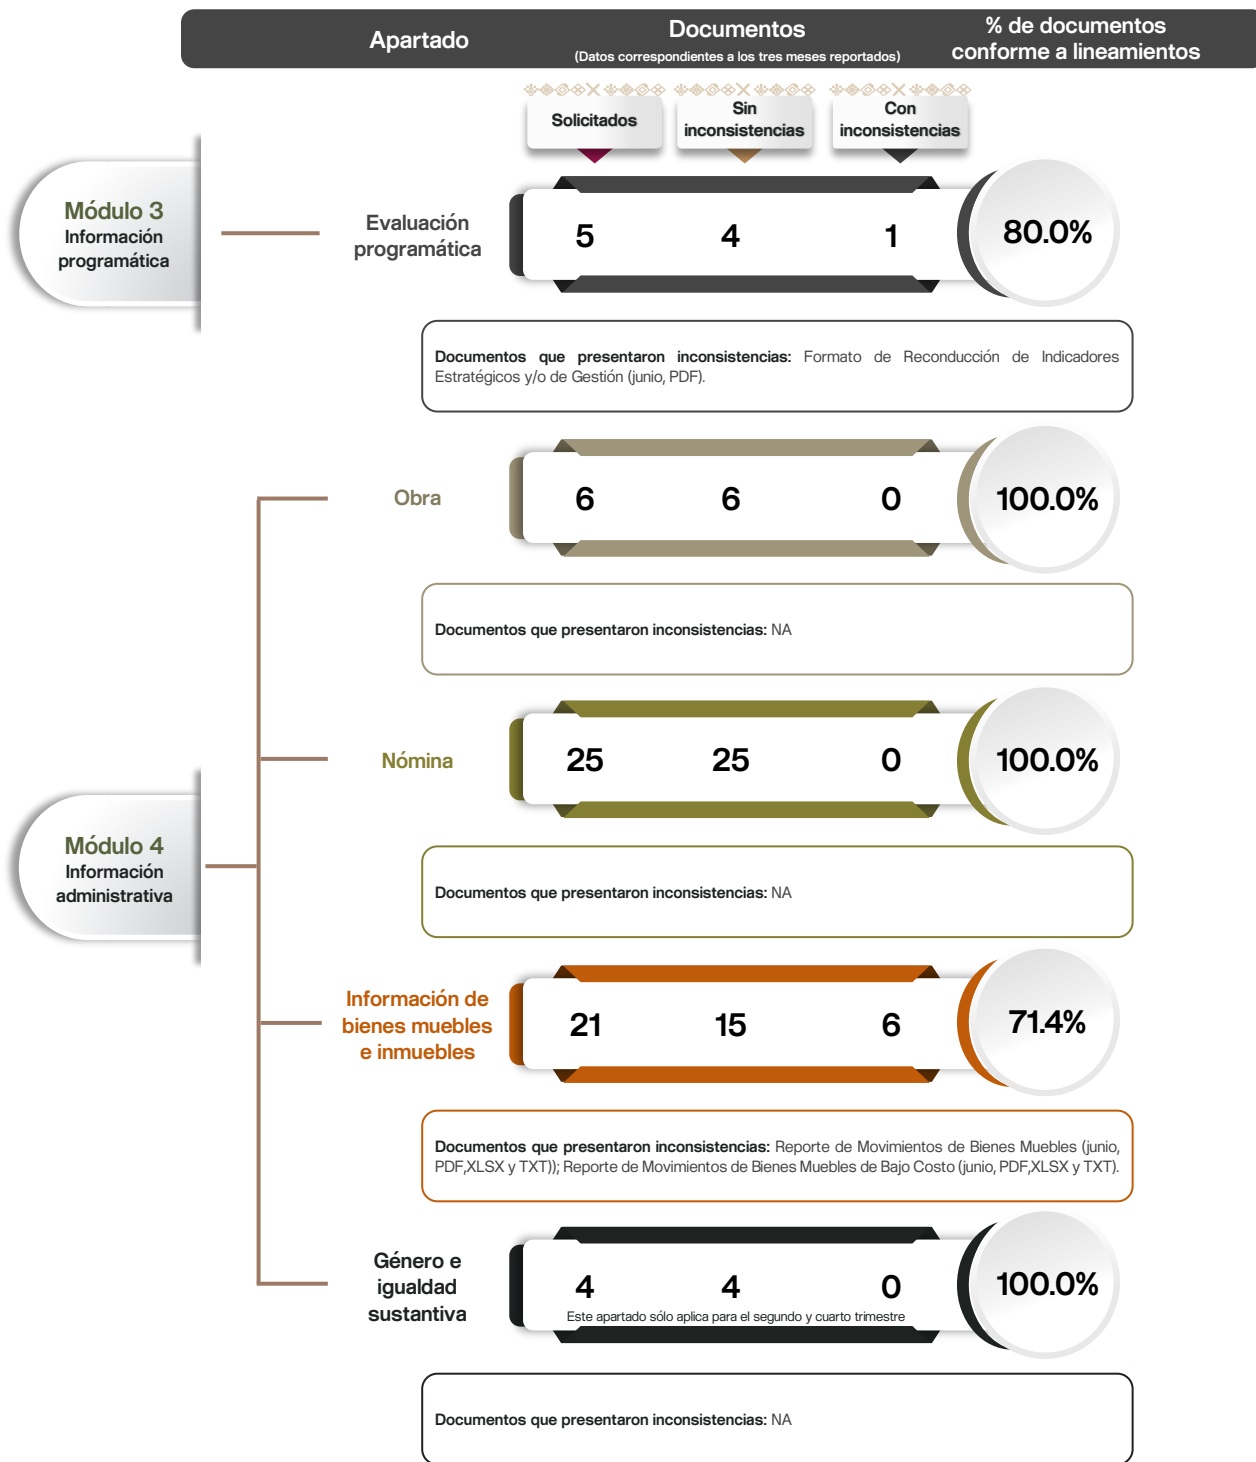 Apartado
Documentos
(Datos correspondientes a los tres meses reportados)
% de documentos
conforme a lineamientos
Solicitados
Sin
inconsistencias
Con
inconsistencias
Módulo 3
Información
programática
Evaluación
programática
5 4 1 80.0%
Documentos que presentaron inconsistencias: Formato de Reconducción de Indicadores
Estratégicos y/o de Gestión (junio, PDF).
Obra
6 6 0 100.0%
Documentos que presentaron inconsistencias: NA
Nómina
25 25 0 100.0%
Módulo 4
Información
administrativa
Documentos que presentaron inconsistencias: NA
Información de
bienes muebles
e inmuebles
21 15 6 71.4%
Documentos que presentaron inconsistencias: Reporte de Movimientos de Bienes Muebles (junio,
PDF,XLSX y TXT)); Reporte de Movimientos de Bienes Muebles de Bajo Costo (junio, PDF,XLSX y TXT).
Género e
igualdad
sustantiva
4 4 0 100.0%
Este apartado sólo aplica para el segundo y cuarto trimestre
Documentos que presentaron inconsistencias: NA